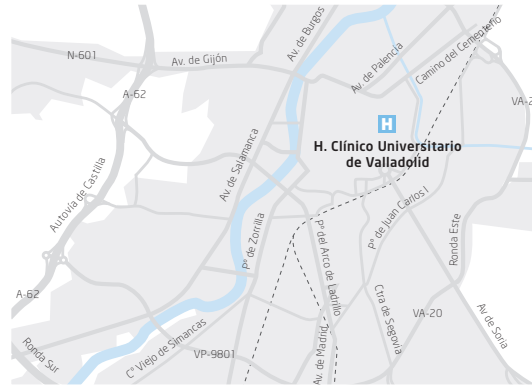 N-601
Av. de Gijón
Av. de Burgos
Av. de Palencia
Camino del Cementerio
A-62
VA-2
H
H. Clínico Universitario
de Valladolid
Av. de Salamanca
Autovía de Castilla
Pº de Zorrilla
Pº del Arco de Ladrillo
Pº de Juan Carlos I
Ronda Este
A-62
Ctra de Segovia
VA-20
Av de Soria
Ronda Sur
Cº Viejo de Simancas
VP-9801
Av. de Madrid